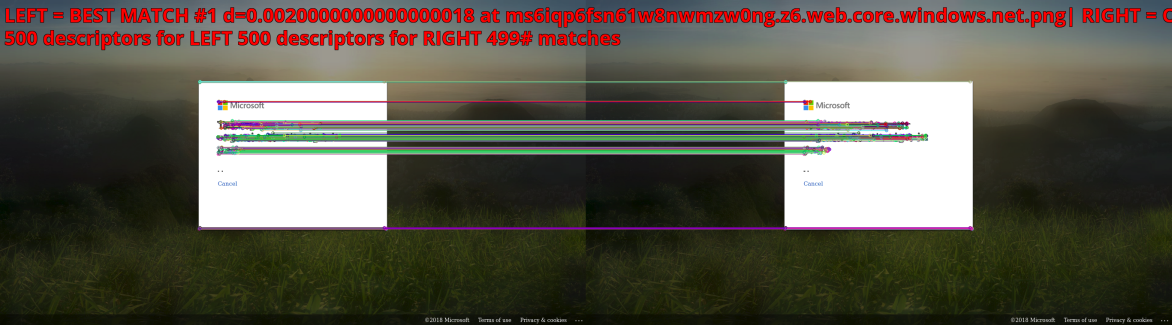 LEFT = BEST MATCH #1 d=0.0020000000000000018 at ms6iqp6fsn61w8nwmzw0ng.z6.web.core.windows.net.png| RIGHT = C
500 descriptors for LEFT 500 descriptors for RIGHT 499# matches
Microsoft Microsoft
Cancel Cancel
©2018 Microsoft Terms of use Privacy & cookies ... ©2018 Microsoft Terms of use Privacy & cookies ...